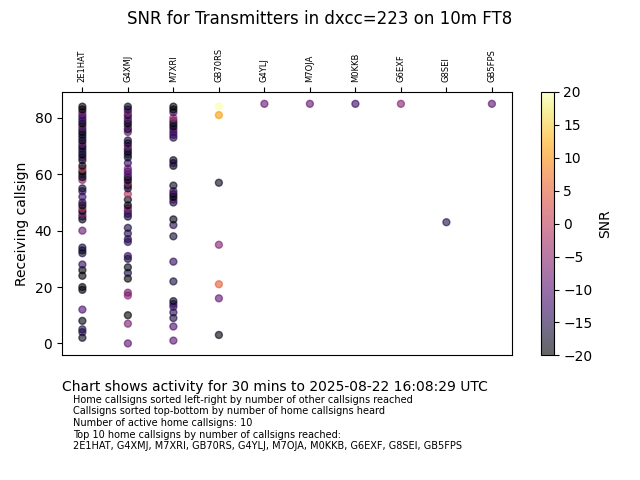 SNR for Transmitters in dxcc=223 on 10m FT8
2E1HAT G4XMJ M7XRI GB70RS G4YLJ M7OJA M0KKB G6EXF G8SEI GB5FPS
80
60
40
20
0
Receiving callsign
20
15
10
5
0
−5
−10
−15
−20
SNR
Chart shows activity for 30 mins to 2025-08-22 16:08:29 UTC
Home callsigns sorted left-right by number of other callsigns reached
Callsigns sorted top-bottom by number of home callsigns heard
Number of active home callsigns: 10
Top 10 home callsigns by number of callsigns reached:
2E1HAT, G4XMJ, M7XRI, GB70RS, G4YLJ, M7OJA, M0KKB, G6EXF, G8SEI, GB5FPS